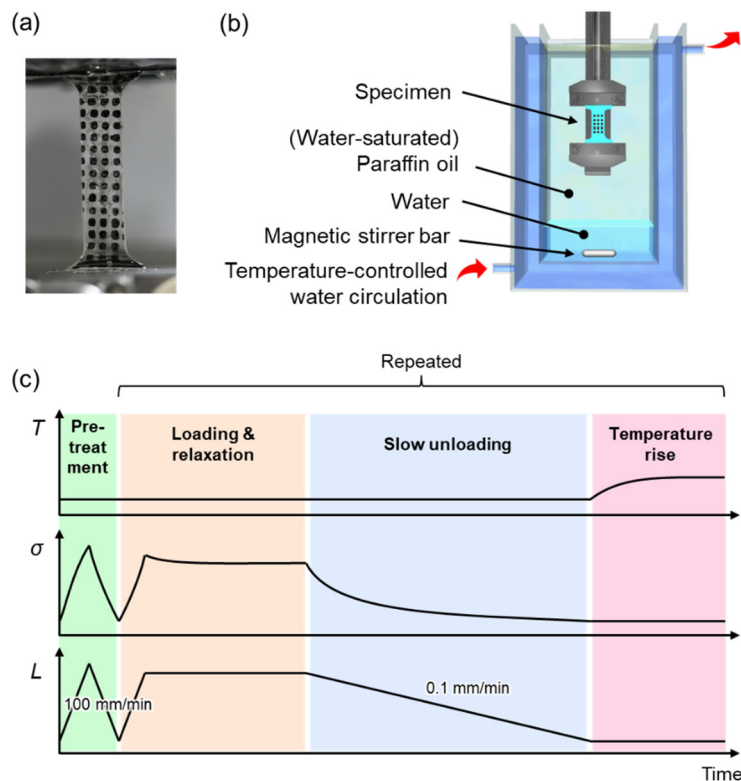 (a)
(b)
Specimen
(Water-saturated)
Paraffin oil
Water
Magnetic stirrer bar
Temperature-controlled
water circulation
Repeated
(c)
T
Pre-
treat
ment
Loading &
relaxation
Slow unloading
Temperature
rise
σ
L
100 mm/min
0.1 mm/min
Time